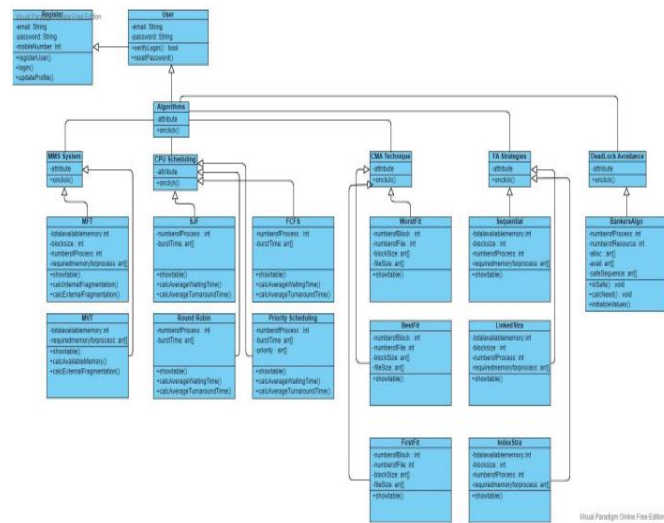 Visual Paradigm Online Free Edition
Register
-email: String
-password: String
-mobileNumber: int
+registerUser()
+login()
+updateProfile()
User
-email: String
-password: String
+verifyLogin() : bool
+resetPassword()
Algorithms
-attribute
+onclick()
MMS System
-attribute
+onclick()
CPU Scheduling
-attribute
+onclick()
CMA Technique
-attribute
+onclick()
FA Strategies
-attribute
+onclick()
DeadLock Avoidance
-attribute
+onclick()
MFT
-totalavailablememory:int
-blocksize : int
-numberofProcess : int
-requiredmemoryforprocess: arr[]
+showtable()
+calcInternalFragmentation()
+calcExternalFragmentation()
SJF
-numberofProcess : int
-burstTime: arr[]
+showtable()
+calcAverageWaitingTime()
+calcAverageTurnaroundTime()
FCFS
-numberofProcess : int
-burstTime: arr[]
+showtable()
+calcAverageWaitingTime()
+calcAverageTurnaroundTime()
WorstFit
-numberofBlock : int
-numberofFile: int
-blockSize: arr[]
-fileSize: arr[]
+showtable()
Sequential
-totalavailablememory:int
-blocksize : int
-numberofProcess : int
-requiredmemoryforprocess: arr[]
+showtable()
BankersAlgo
-numberofProcess : int
-numberofResource : int
-alloc : arr[]
-avail: arr[]
-safeSequence: arr[]
+isSafe() : void
+calcNeed() : void
+initializeValues()
MVT
-totalavailablememory : int
-requiredmemoryforprocess: arr[]
+showtable()
+calcAvailableMemory()
+calcExternalFragmentation()
Round Robin
-numberofProcess : int
-burstTime: arr[]
+showtable()
+calcAverageWaitingTime()
+calcAverageTurnaroundTime()
Priority Scheduling
-numberofProcess : int
-burstTime: arr[]
-priority : arr[]
+showtable()
+calcAverageWaitingTime()
+calcAverageTurnaroundTime()
BestFit
-numberofBlock : int
-numberofFile: int
-blockSize: arr[]
-fileSize: arr[]
+showtable()
LinkedStra
-totalavailablememory:int
-blocksize : int
-numberofProcess : int
-requiredmemoryforprocess: arr[]
+showtable()
FirstFit
-numberofBlock : int
-numberofFile: int
-blockSize: arr[]
-fileSize: arr[]
+showtable()
IndexStra
-totalavailablememory:int
-blocksize : int
-numberofProcess : int
-requiredmemoryforprocess: arr[]
+showtable()
Visual Paradigm Online Free Edition